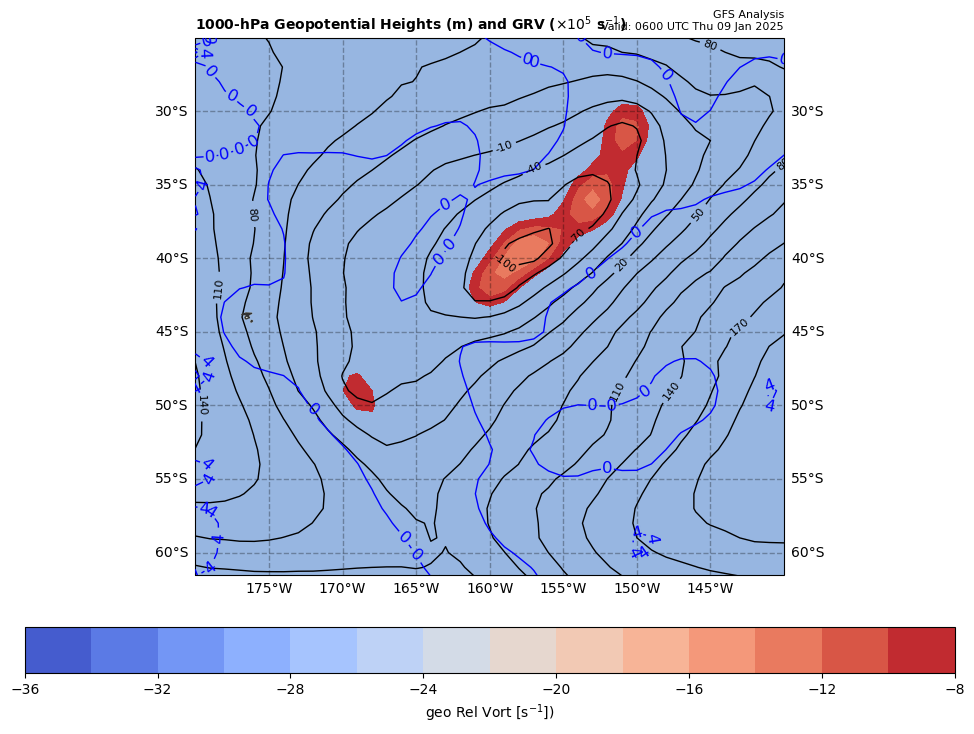 GFS Analysis
1000-hPa Geopotential Heights (m) and GRV (×10⁵ s⁻¹)
Valid: 0600 UTC Thu 09 Jan 2025
30°S 30°S
35°S 35°S
40°S 40°S
45°S 45°S
50°S 50°S
55°S 55°S
60°S 60°S
80
-10
-40
80
50
-70
-100
20
110
170
110
140
140
175°W 170°W 165°W 160°W 155°W 150°W 145°W
−36 −32 −28 −24 −20 −16 −12 −8
geo Rel Vort [s⁻¹])